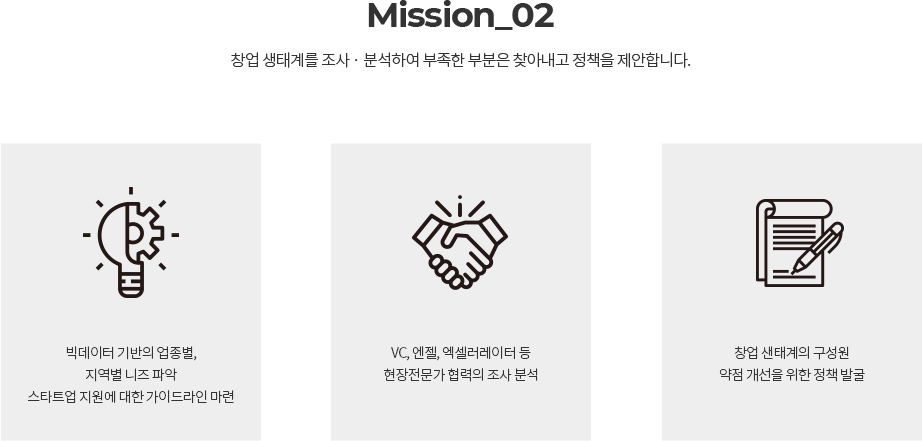 Mission_02
창업 생태계를 조사 · 분석하여 부족한 부분은 찾아내고 정책을 제안합니다.
빅데이터 기반의 업종별,
지역별 니즈 파악
스타트업 지원에 대한 가이드라인 마련
VC, 엔젤, 엑셀러레이터 등
현장전문가 협력의 조사 분석
창업 샌태계의 구성원
약점 개선을 위한 정책 발굴